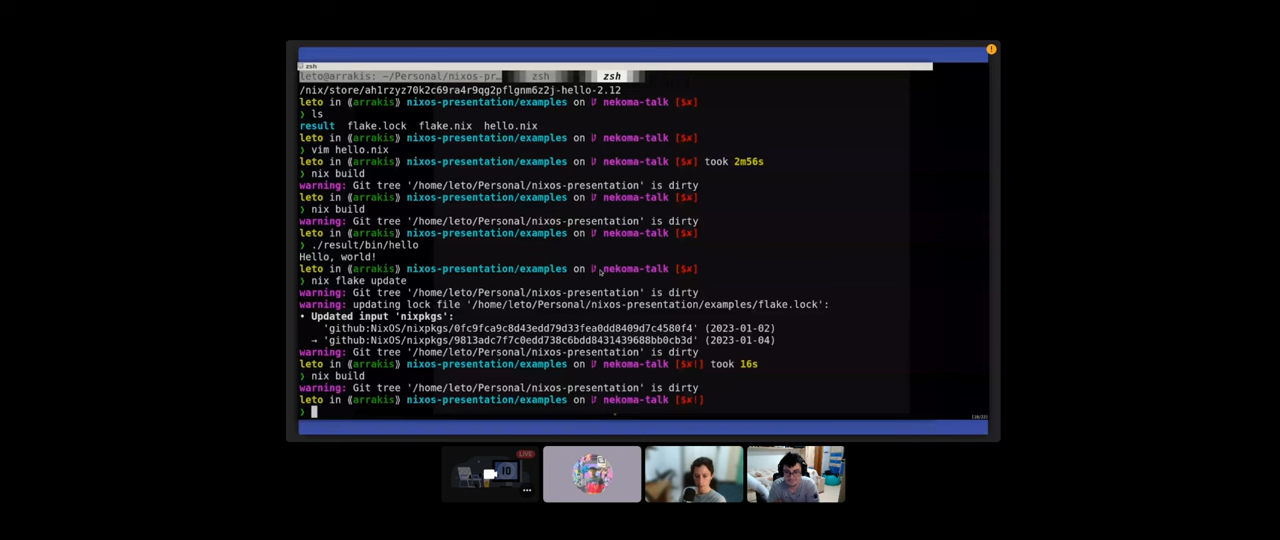 zsh
leto@arrakis: ~/Personal/nixos-pr… zsh zsh
/nix/store/ah1rzyz70k2c69ra4r9qg2pflgnm6z2j-hello-2.12
leto in ⟪arrakis⟫ nixos-presentation/examples on nekoma-talk [$✘]
❯ ls
result flake.lock flake.nix hello.nix
leto in ⟪arrakis⟫ nixos-presentation/examples on nekoma-talk [$✘]
❯ vim hello.nix
leto in ⟪arrakis⟫ nixos-presentation/examples on nekoma-talk [$✘] took 2m56s
❯ nix build
warning: Git tree '/home/leto/Personal/nixos-presentation' is dirty
leto in ⟪arrakis⟫ nixos-presentation/examples on nekoma-talk [$✘]
❯ nix build
warning: Git tree '/home/leto/Personal/nixos-presentation' is dirty
leto in ⟪arrakis⟫ nixos-presentation/examples on nekoma-talk [$✘]
❯ ./result/bin/hello
Hello, world!
leto in ⟪arrakis⟫ nixos-presentation/examples on nekoma-talk [$✘]
❯ nix flake update
warning: Git tree '/home/leto/Personal/nixos-presentation' is dirty
warning: updating lock file '/home/leto/Personal/nixos-presentation/examples/flake.lock':
• Updated input 'nixpkgs':
'github:NixOS/nixpkgs/0fc9fca9c8d43edd79d33fea0dd8409d7c4580f4' (2023-01-02)
→ 'github:NixOS/nixpkgs/9813adc7f7c0edd738c6bdd8431439688bb0cb3d' (2023-01-04)
warning: Git tree '/home/leto/Personal/nixos-presentation' is dirty
leto in ⟪arrakis⟫ nixos-presentation/examples on nekoma-talk [$✘!] took 16s
❯ nix build
warning: Git tree '/home/leto/Personal/nixos-presentation' is dirty
leto in ⟪arrakis⟫ nixos-presentation/examples on nekoma-talk [$✘!]
❯
LIVE